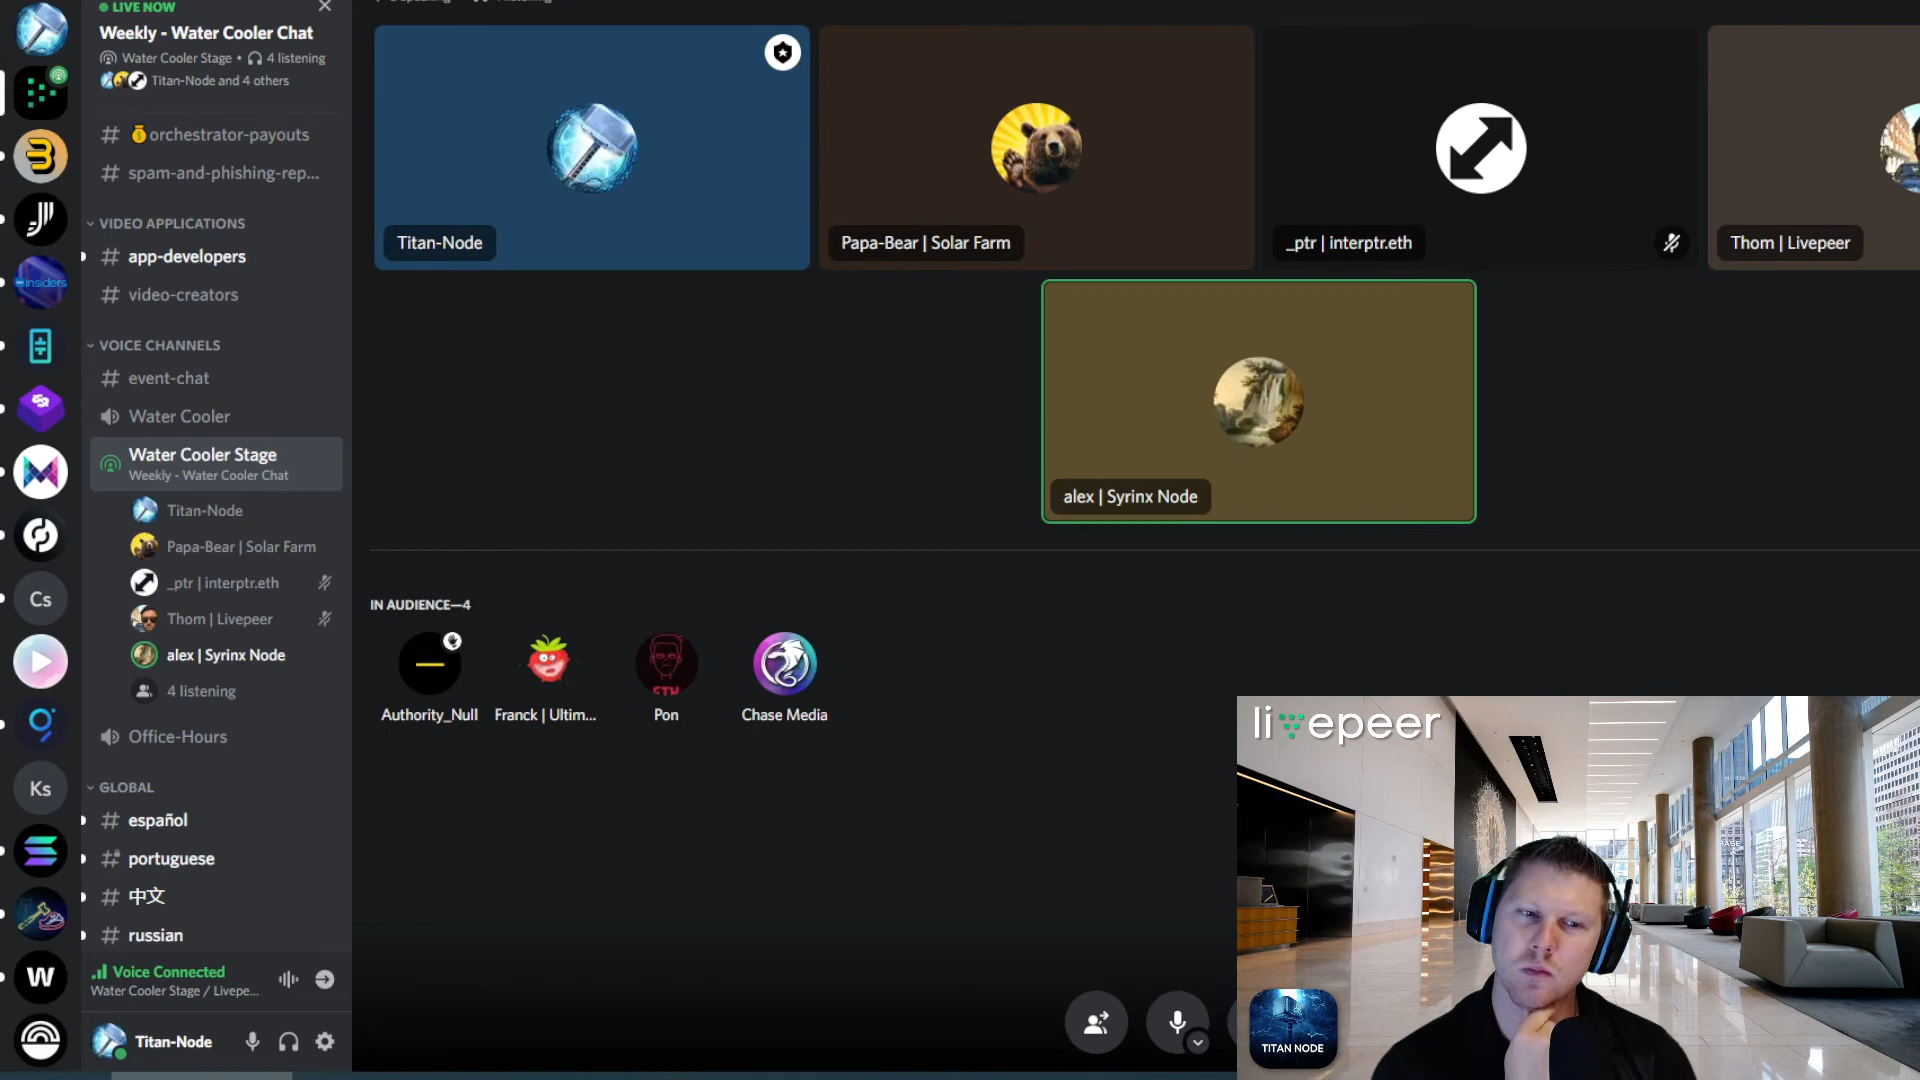 LIVE NOW
Weekly - Water Cooler Chat
Water Cooler Stage • 4 listening
Titan-Node and 4 others
# 💰orchestrator-payouts
# spam-and-phishing-rep...
VIDEO APPLICATIONS
# app-developers
# video-creators
VOICE CHANNELS
# event-chat
Water Cooler
Water Cooler Stage
Weekly - Water Cooler Chat
Titan-Node
Papa-Bear | Solar Farm
_ptr | interptr.eth
Thom | Livepeer
alex | Syrinx Node
4 listening
Office-Hours
GLOBAL
# español
# portuguese
# 中文
# russian
Voice Connected
Water Cooler Stage / Livepe...
Titan-Node
insiders
Cs
Ks
W
Titan-Node
Papa-Bear | Solar Farm
_ptr | interptr.eth
Thom | Livepeer
alex | Syrinx Node
IN AUDIENCE—4
Authority_Null
Franck | Ultim...
Pon
Chase Media
livepeer
TITAN NODE